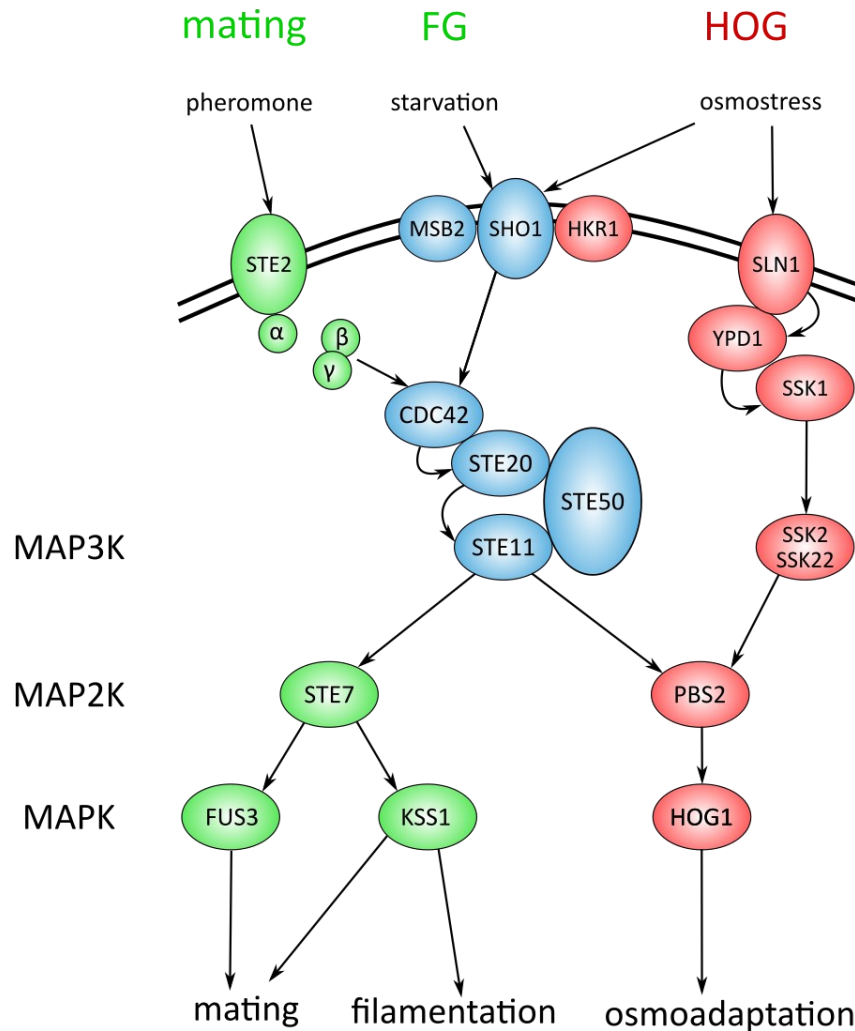 mating FG HOG
pheromone starvation osmostress
MSB2 SHO1 HKR1
STE2 SLN1
α β YPD1
γ
SSK1
CDC42
STE20
STE50
MAP3K STE11 SSK2
SSK22
MAP2K STE7 PBS2
MAPK FUS3 KSS1 HOG1
mating filamentation osmoadaptation